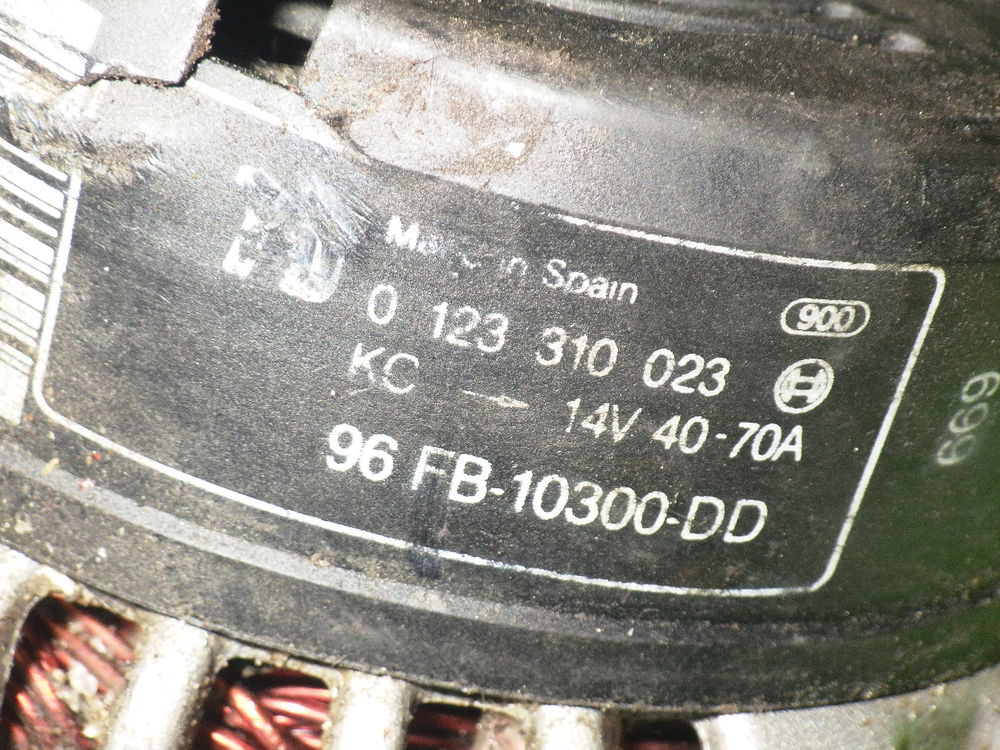 Made in Spain
900
0 123 310 023
KC → 14V 40-70A
96 FB-10300-DD
669